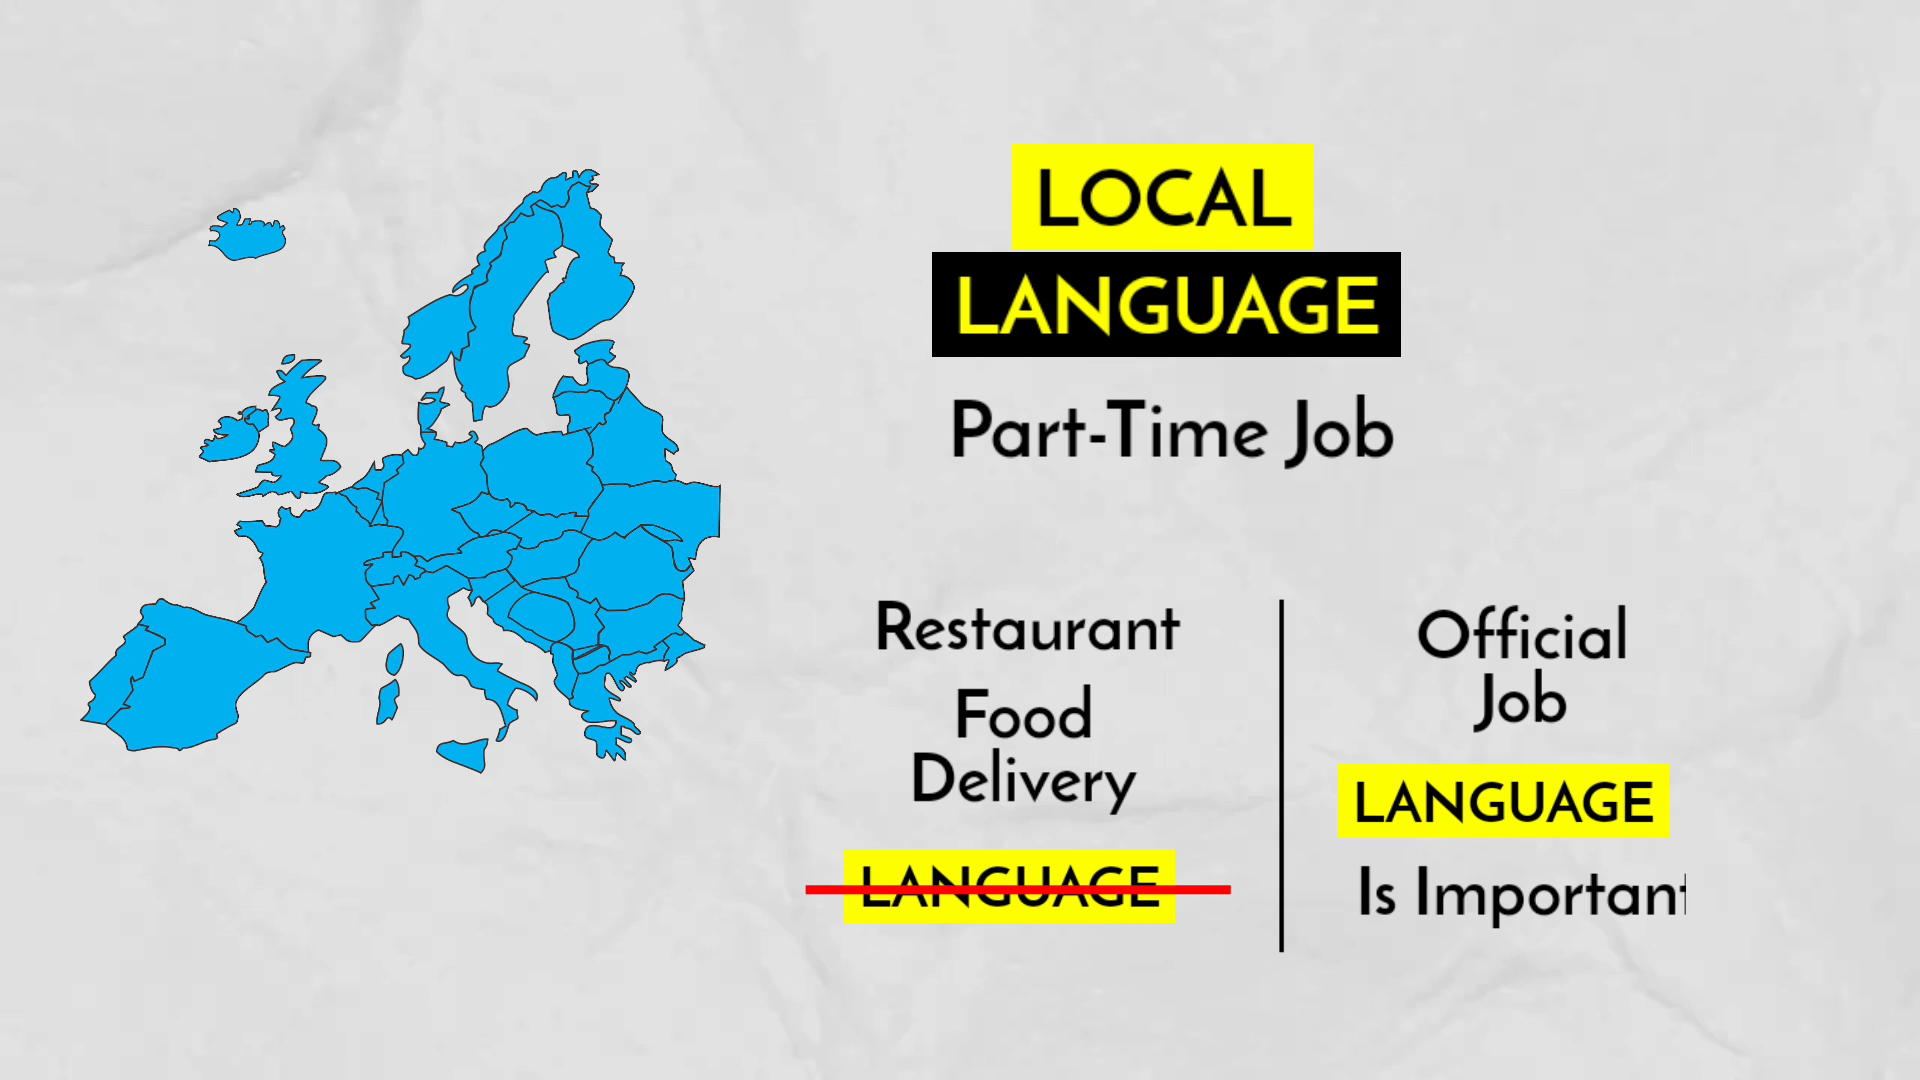 LOCAL
LANGUAGE
Part-Time Job
Restaurant
Food
Delivery
LANGUAGE
Official
Job
LANGUAGE
Is Important